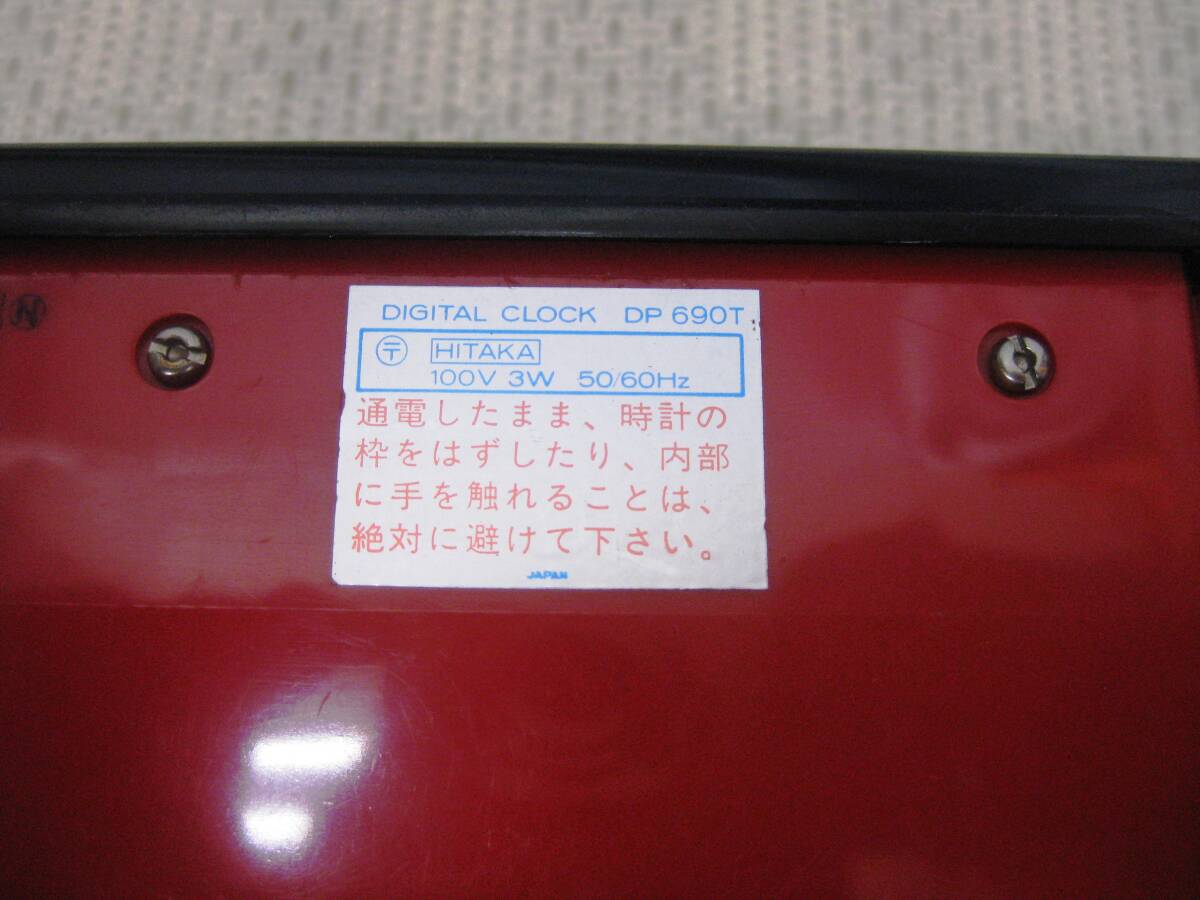 DIGITAL CLOCK DP 690T
〶 HITAKA
100V 3W 50/60Hz
通電したまま、時計の
枠をはずしたり、内部
に手を触れることは、
絶対に避けて下さい。
JAPAN